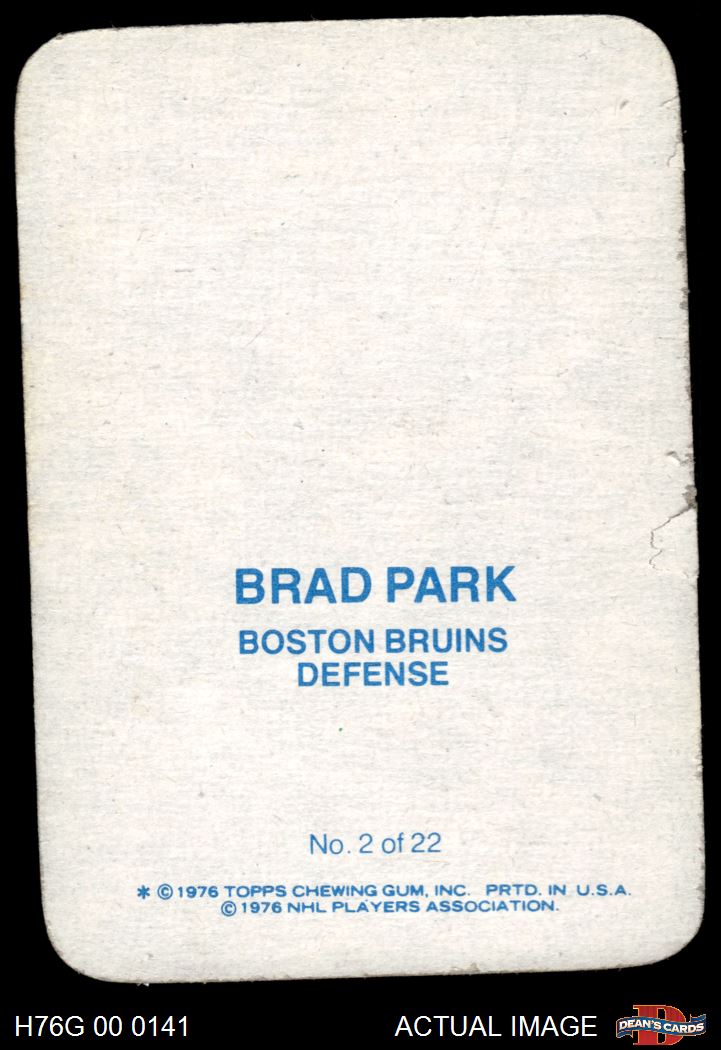 BRAD PARK
BOSTON BRUINS
DEFENSE
No. 2 of 22
* © 1976 TOPPS CHEWING GUM, INC. PRTD. IN U.S.A.
© 1976 NHL PLAYERS ASSOCIATION.
H76G 00 0141 ACTUAL IMAGE DEAN'S CARDS